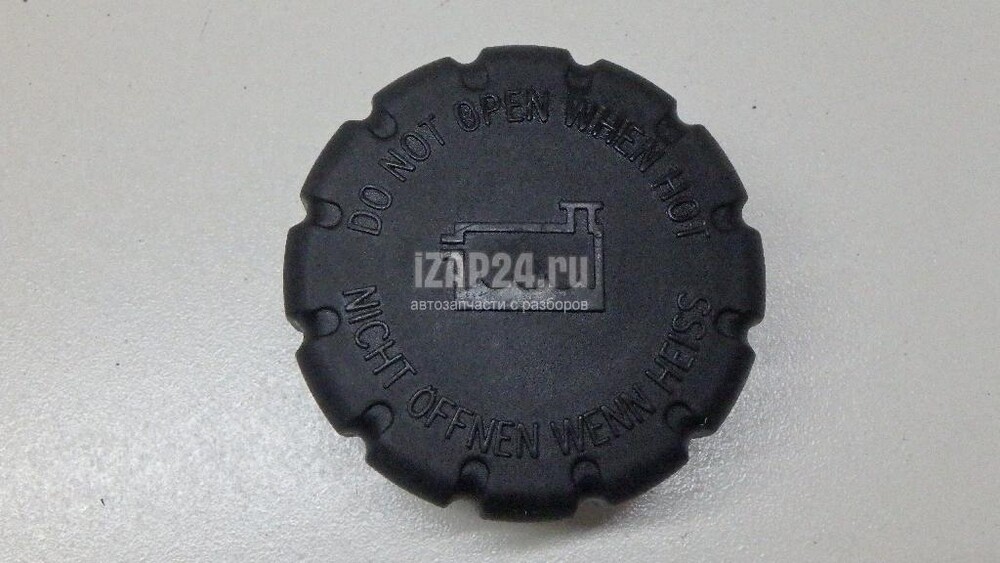 DO NOT OPEN WHEN HOT
iZAP24.ru
автозапчасти с разборов
NICHT ÖFFNEN WENN HEISS